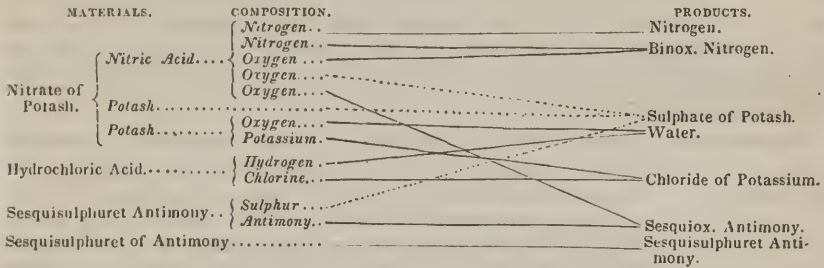 MATERIALS. COMPOSITION. PRODUCTS.
Nitrogen.. Nitrogen.
Nitrogen.. Binox. Nitrogen.
Nitric Acid.... Oxygen....
Oxygen....
Oxygen....
Nitrate of Potash.
Potash................ Sulphate of Potash.
Potash........ Oxygen.... Water.
Potassium.
Hydrochloric Acid......... Hydrogen ..
Chlorine... Chloride of Potassium.
Sesquisulphuret Antimony.. Sulphur ...
Antimony.. Sesquiox. Antimony.
Sesquisulphuret of Antimony............ Sesquisulphuret Anti-
mony.